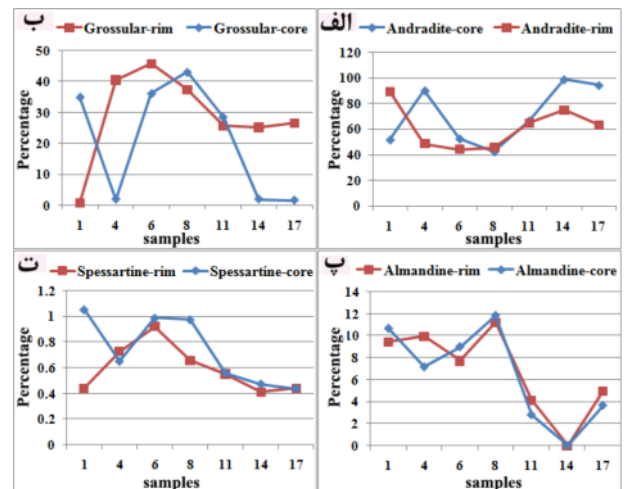 الف
Andradite-core Andradite-rim
Percentage
120
100
80
60
40
20
0
1 4 6 8 11 14 17
samples
ب
Grossular-rim Grossular-core
Percentage
50
40
30
20
10
0
1 4 6 8 11 14 17
samples
پ
Almandine-rim Almandine-core
Percentage
14
12
10
8
6
4
2
0
1 4 6 8 11 14 17
samples
ت
Spessartine-rim Spessartine-core
Percentage
1.2
1
0.8
0.6
0.4
0.2
0
1 4 6 8 11 14 17
samples